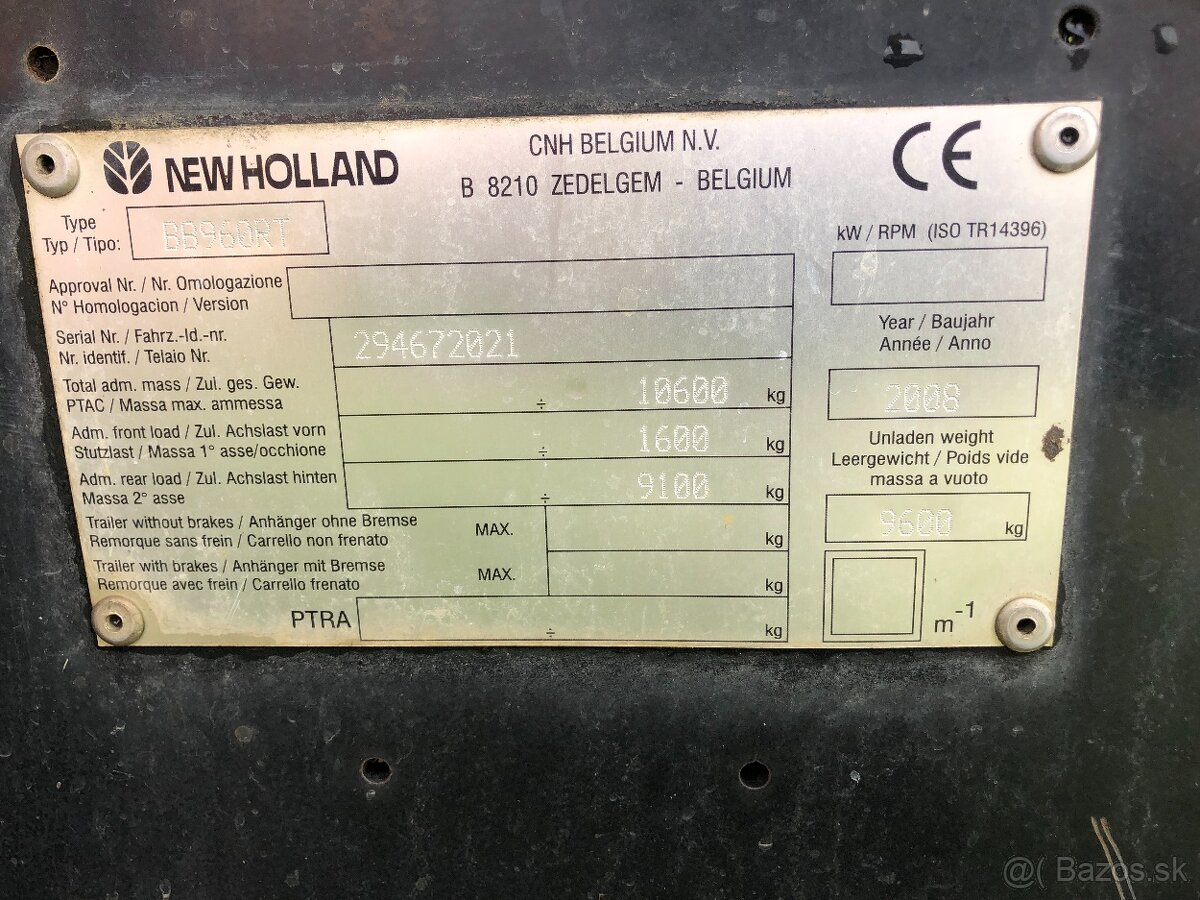 NEW HOLLAND
CNH BELGIUM N.V.
B 8210 ZEDELGEM - BELGIUM
CE
Type
Typ / Tipo:
BB960RT
kW / RPM (ISO TR14396)
Approval Nr. / Nr. Omologazione
N° Homologacion / Version
Serial Nr. / Fahrz.-Id.-nr.
Nr. identif. / Telaio Nr.
294672021
Year / Baujahr
Année / Anno
2008
Total adm. mass / Zul. ges. Gew.
PTAC / Massa max. ammessa
÷ 10600 kg
Adm. front load / Zul. Achslast vorn
Stutzlast / Massa 1° asse/occhione
÷ 1600 kg
Unladen weight
Leergewicht / Poids vide
massa a vuoto
9600 kg
Adm. rear load / Zul. Achslast hinten
Massa 2° asse
÷ 9100 kg
Trailer without brakes / Anhänger ohne Bremse
Remorque sans frein / Carrello non frenato
MAX. kg
Trailer with brakes / Anhänger mit Bremse
Remorque avec frein / Carrello frenato
MAX. kg
PTRA ÷ kg
m-1
@( Bazos.sk